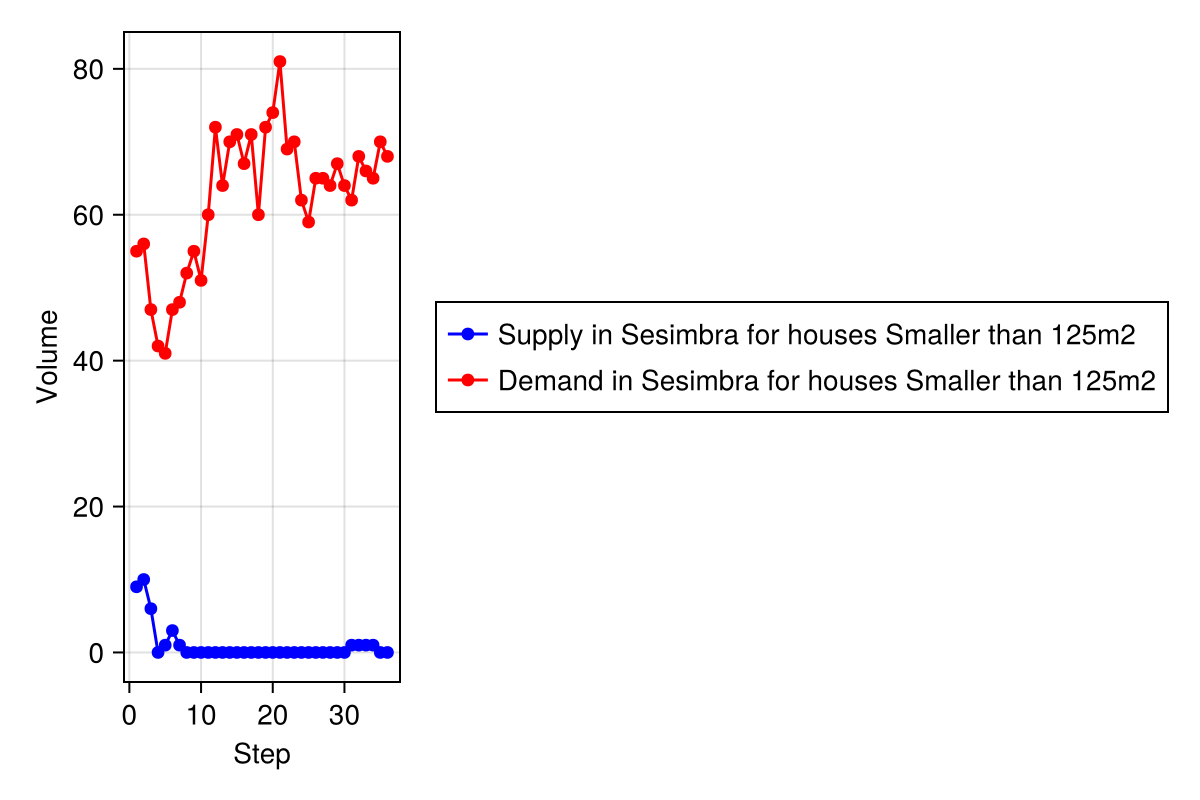 80
60
40
20
0
Volume
0 10 20 30
Step
Supply in Sesimbra for houses Smaller than 125m2
Demand in Sesimbra for houses Smaller than 125m2